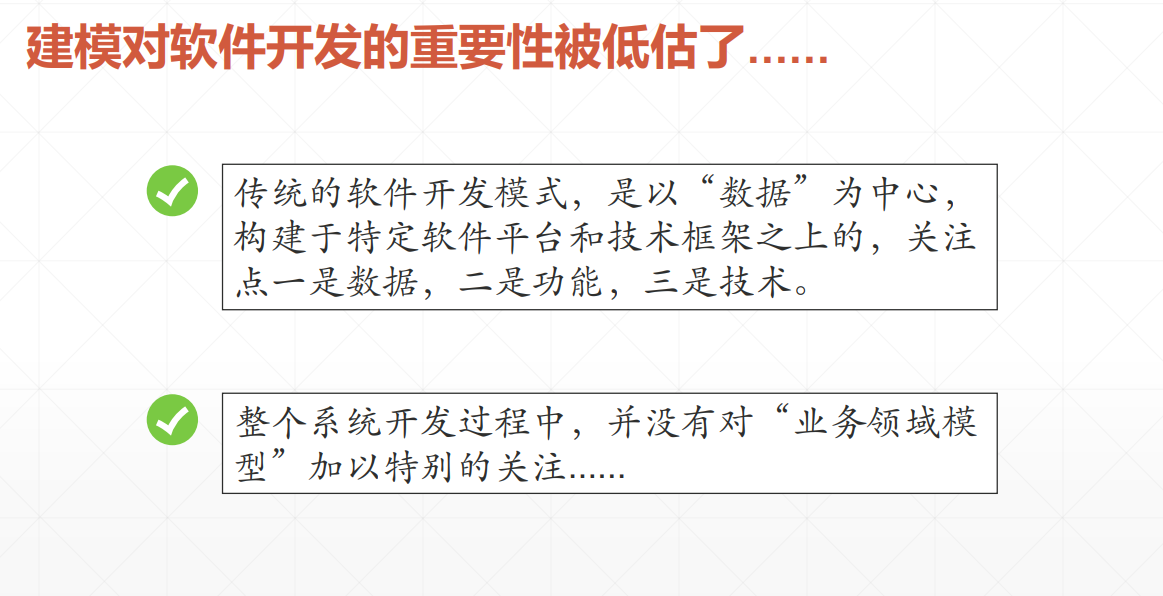 建模对软件开发的重要性被低估了......
传统的软件开发模式，是以“数据”为中心，
构建于特定软件平台和技术框架之上的，关注
点一是数据，二是功能，三是技术。
整个系统开发过程中，并没有对“业务领域模
型”加以特别的关注......